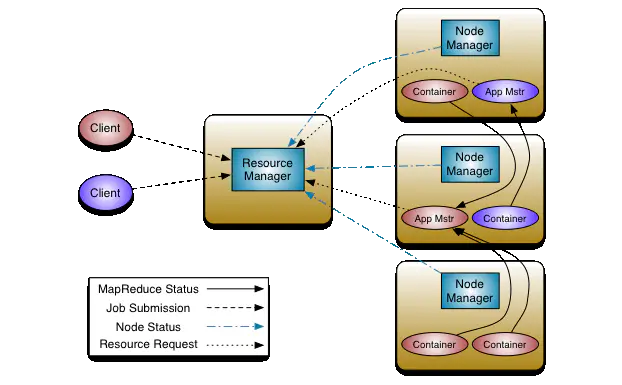 Node
Manager
Container
App Mstr
Client
Resource
Manager
Client
Node
Manager
App Mstr
Container
Node
Manager
Container
Container
MapReduce Status
Job Submission
Node Status
Resource Request